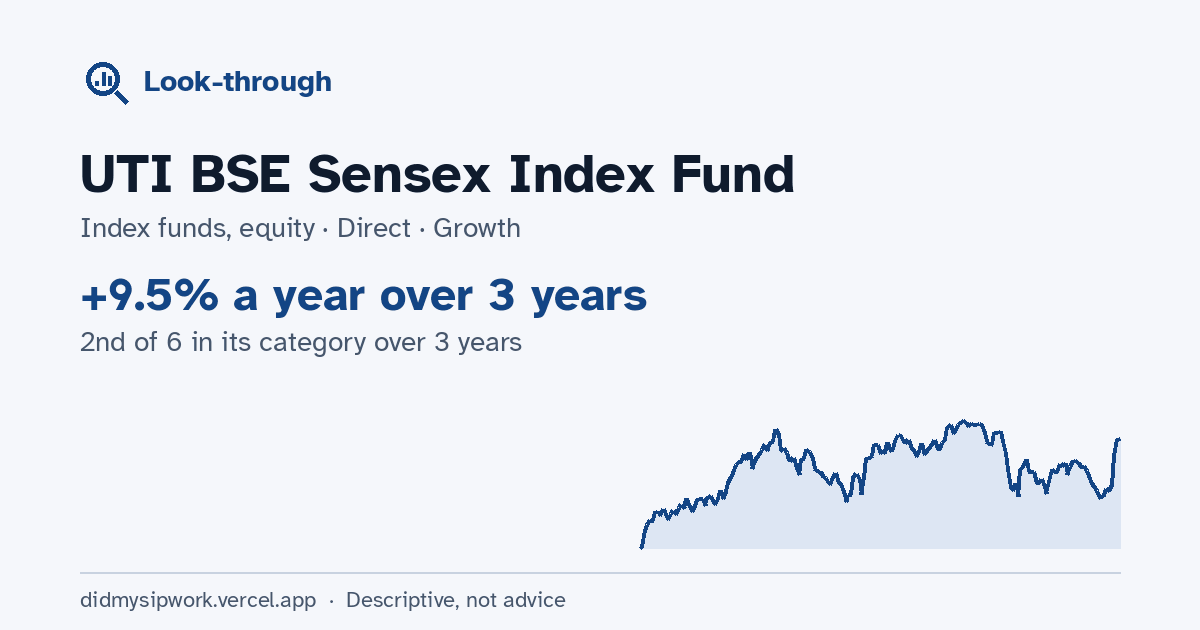 Look-through
UTI BSE Sensex Index Fund
Index funds, equity · Direct · Growth
+9.5% a year over 3 years
2nd of 6 in its category over 3 years
didmysipwork.vercel.app · Descriptive, not advice